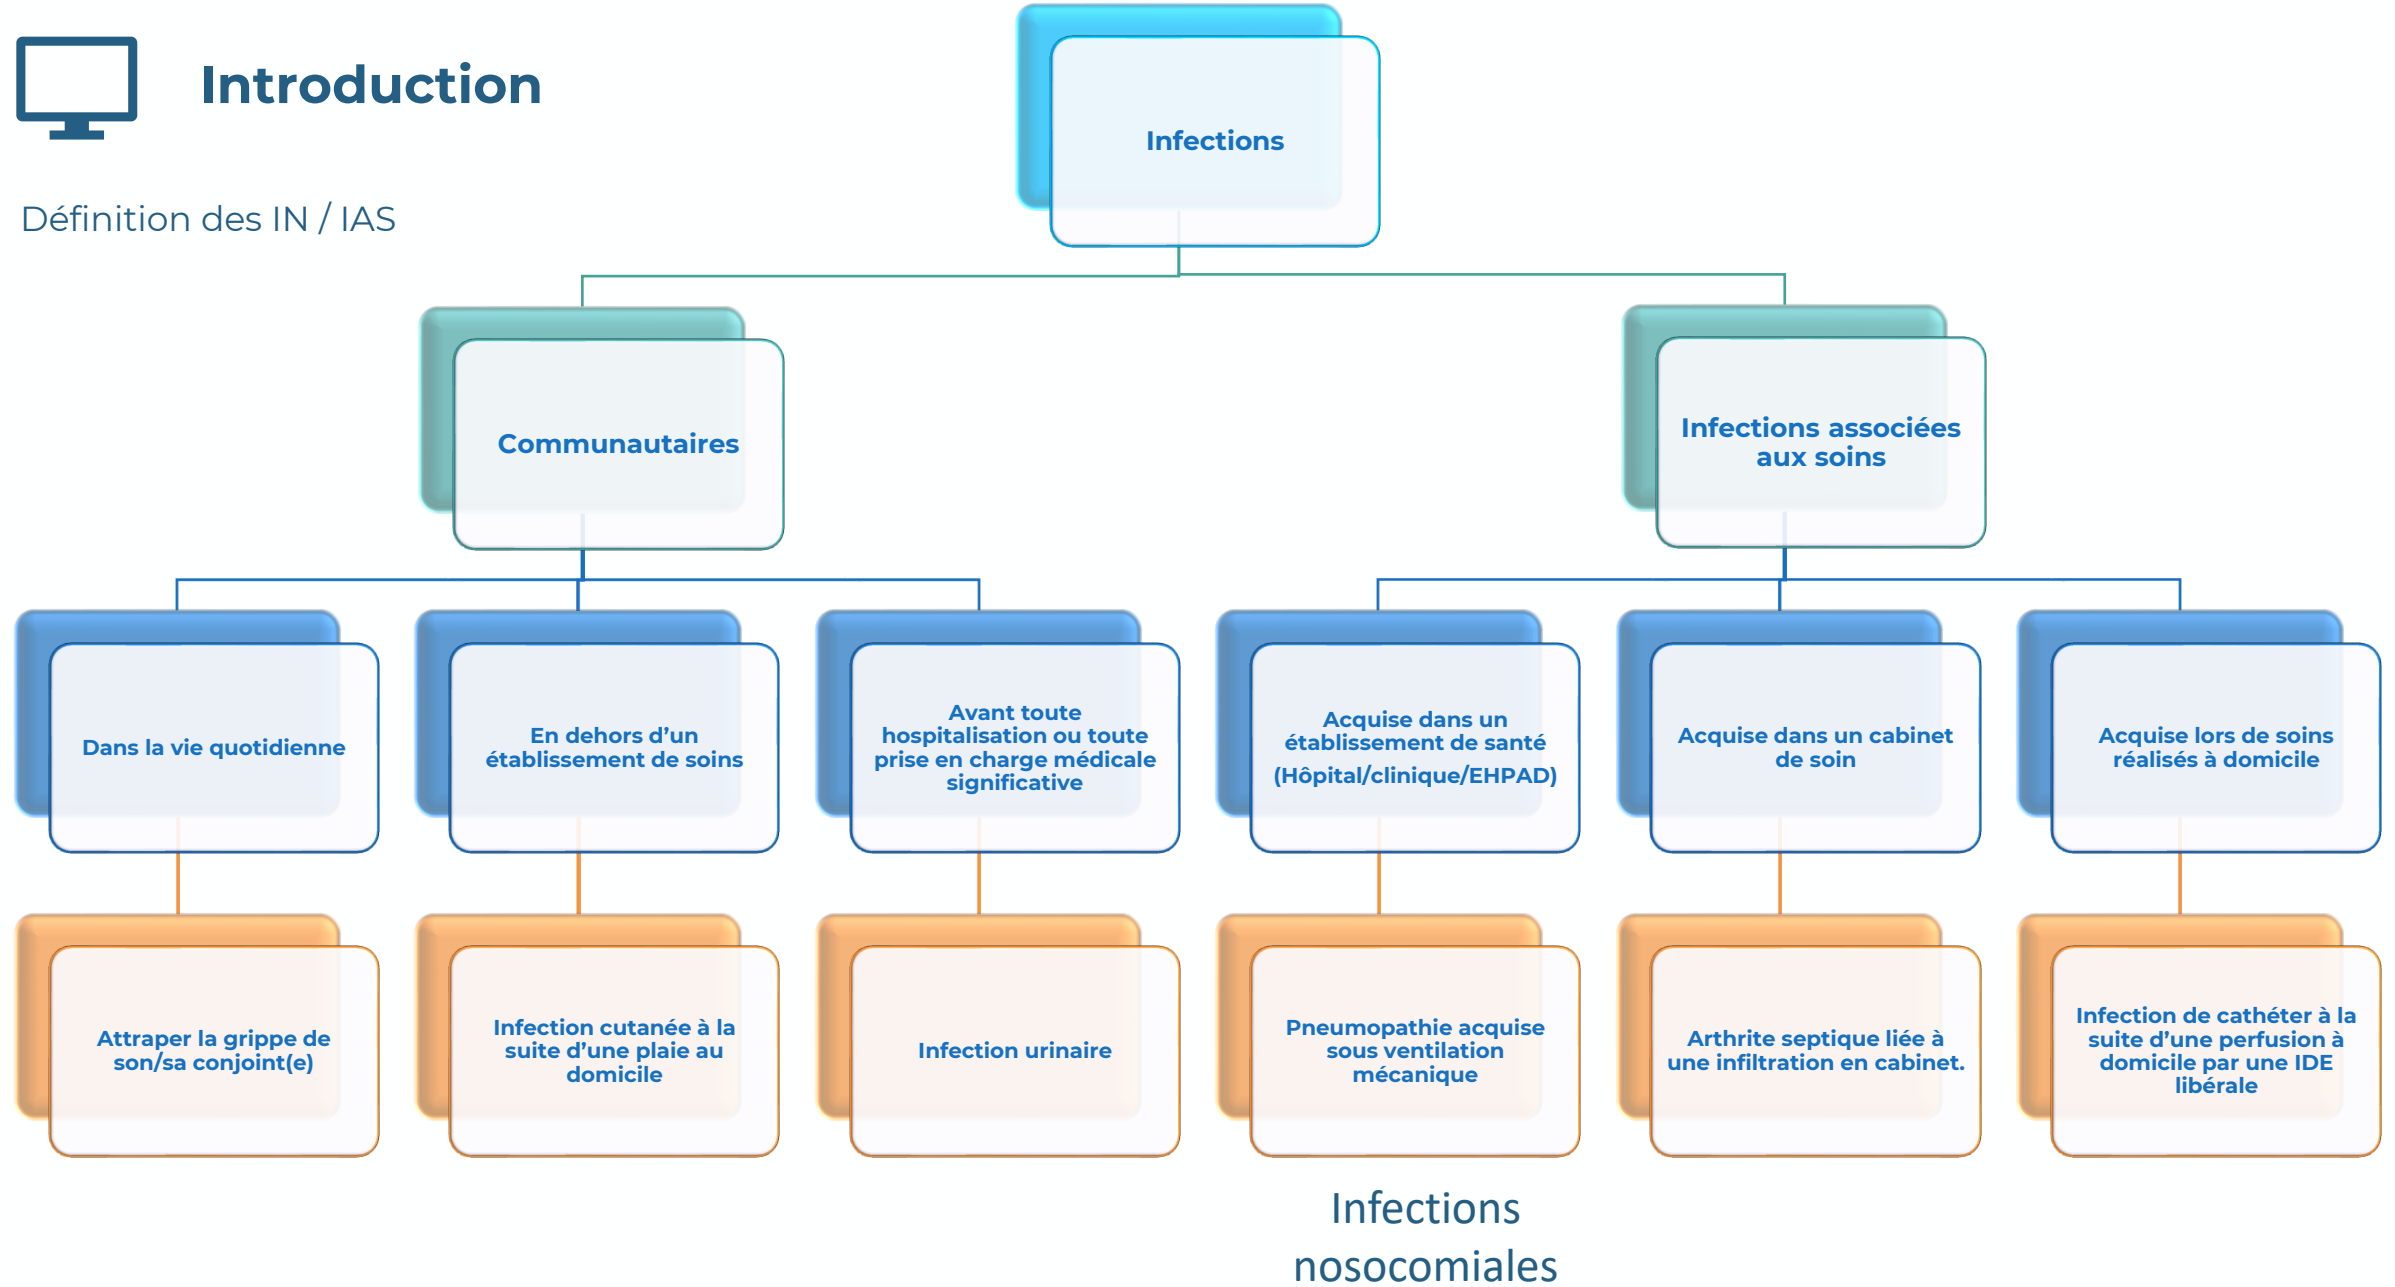 Introduction
Définition des IN / IAS
Infections
Communautaires
Infections associées
aux soins
Dans la vie quotidienne
En dehors d’un
établissement de soins
Avant toute
hospitalisation ou toute
prise en charge médicale
significative
Acquise dans un
établissement de santé
(Hôpital/clinique/EHPAD)
Acquise dans un cabinet
de soin
Acquise lors de soins
réalisés à domicile
Attraper la grippe de
son/sa conjoint(e)
Infection cutanée à la
suite d’une plaie au
domicile
Infection urinaire
Pneumopathie acquise
sous ventilation
mécanique
Arthrite septique liée à
une infiltration en cabinet.
Infection de cathéter à la
suite d’une perfusion à
domicile par une IDE
libérale
Infections
nosocomiales